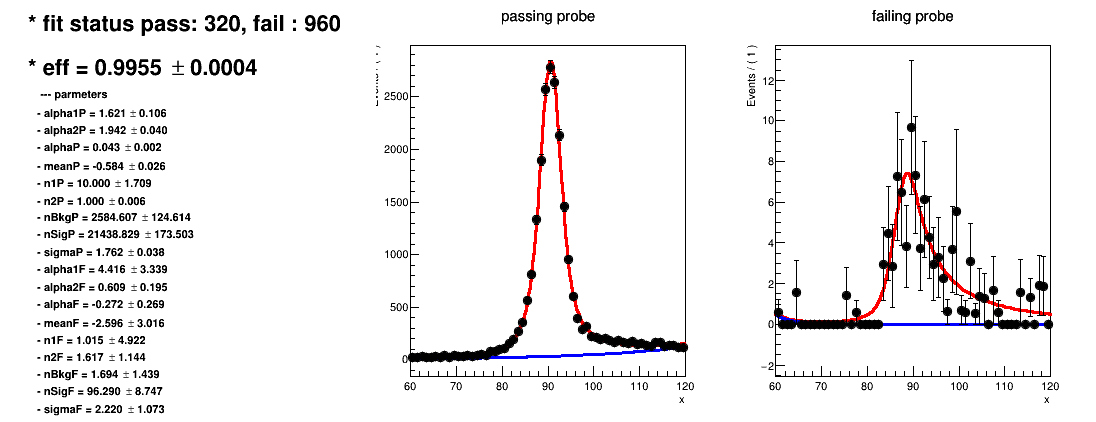 * fit status pass: 320, fail : 960
* eff = 0.9955 ± 0.0004
--- parmeters
- alpha1P = 1.621 ± 0.106
- alpha2P = 1.942 ± 0.040
- alphaP = 0.043 ± 0.002
- meanP = -0.584 ± 0.026
- n1P = 10.000 ± 1.709
- n2P = 1.000 ± 0.006
- nBkgP = 2584.607 ± 124.614
- nSigP = 21438.829 ± 173.503
- sigmaP = 1.762 ± 0.038
- alpha1F = 4.416 ± 3.339
- alpha2F = 0.609 ± 0.195
- alphaF = -0.272 ± 0.269
- meanF = -2.596 ± 3.016
- n1F = 1.015 ± 4.922
- n2F = 1.617 ± 1.144
- nBkgF = 1.694 ± 1.439
- nSigF = 96.290 ± 8.747
- sigmaF = 2.220 ± 1.073
passing probe
2500
2000
1500
1000
500
0
60 70 80 90 100 110 120
x
failing probe
Events / ( 1 )
12
10
8
6
4
2
0
−2
60 70 80 90 100 110 120
x